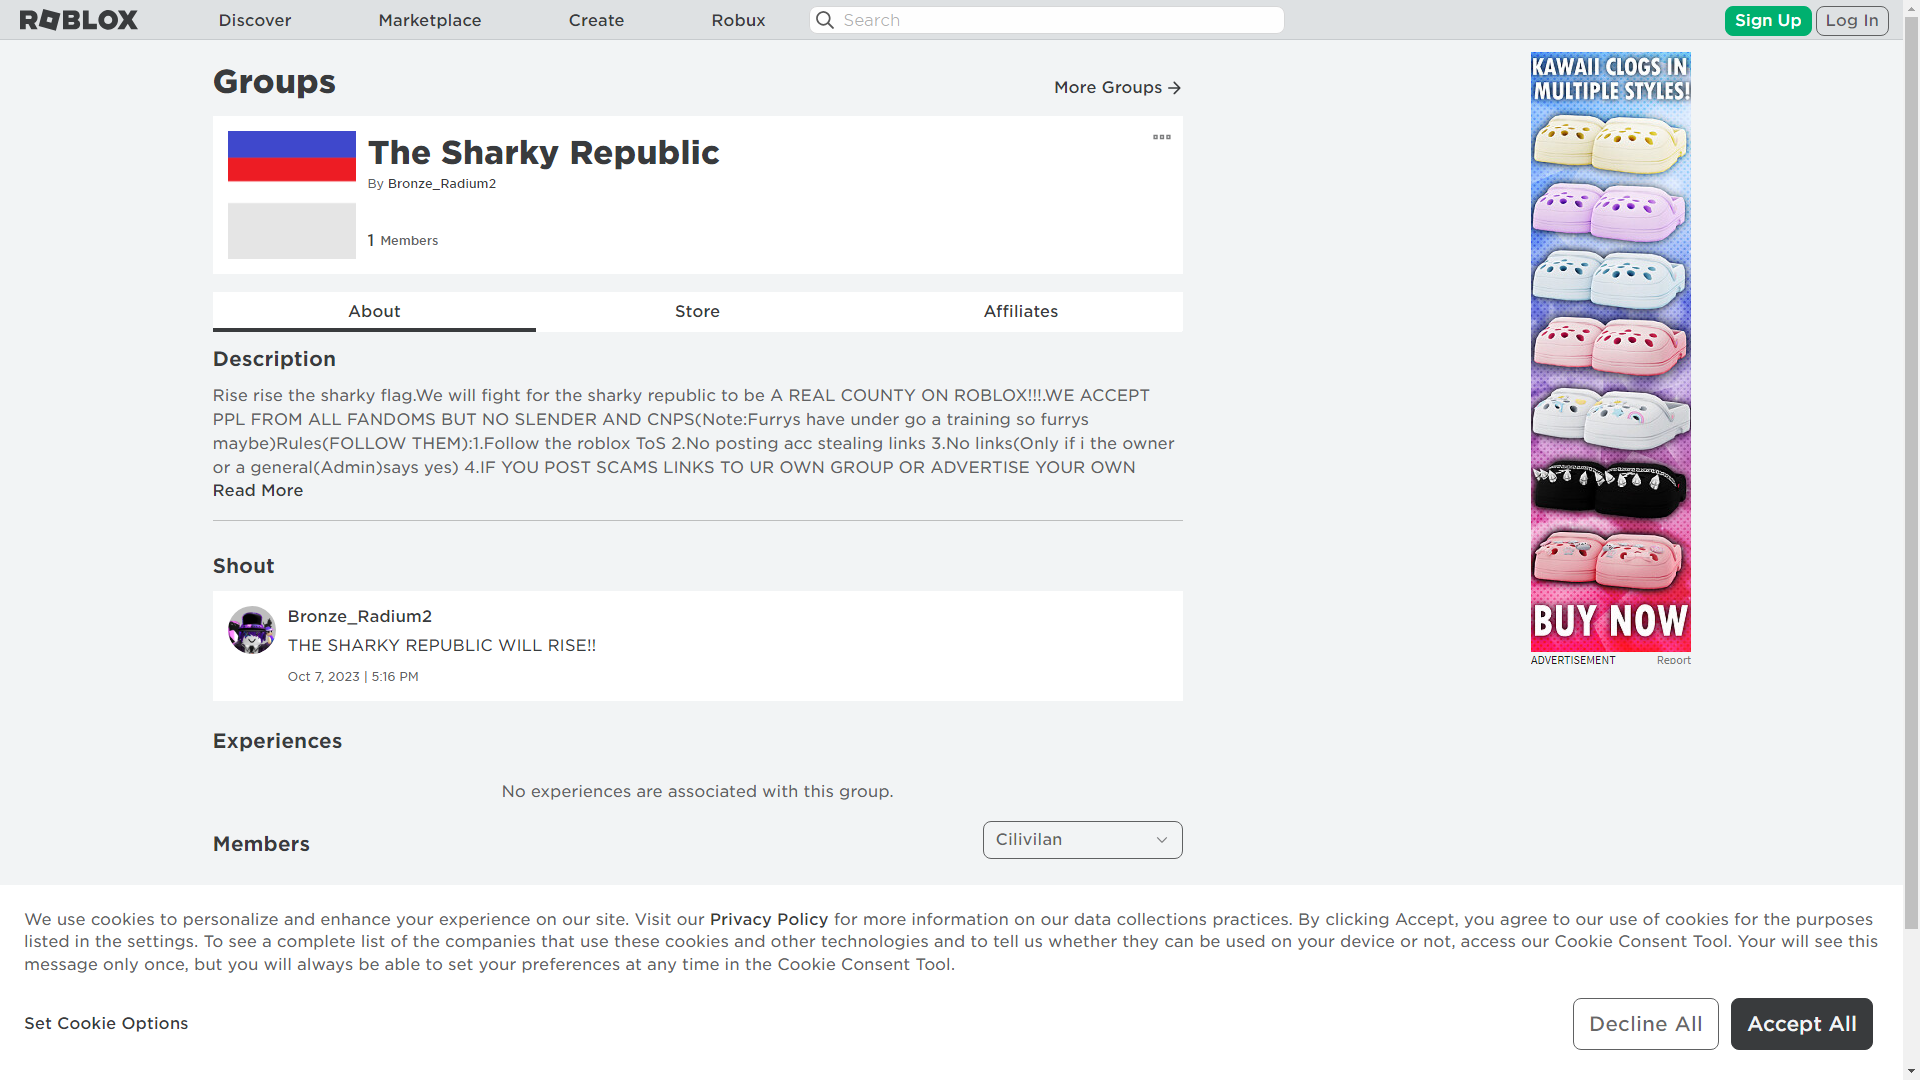 ROBLOX
Discover
Marketplace
Create
Robux
Search
Sign Up
Log In
Groups
More Groups
The Sharky Republic
By Bronze_Radium2
1 Members
About
Store
Affiliates
Description
Rise rise the sharky flag.We will fight for the sharky republic to be A REAL COUNTY ON ROBLOX!!!.WE ACCEPT
PPL FROM ALL FANDOMS BUT NO SLENDER AND CNPS(Note:Furrys have under go a training so furrys
maybe)Rules(FOLLOW THEM):1.Follow the roblox ToS 2.No posting acc stealing links 3.No links(Only if i the owner
or a general(Admin)says yes) 4.IF YOU POST SCAMS LINKS TO UR OWN GROUP OR ADVERTISE YOUR OWN
Read More
Shout
Bronze_Radium2
THE SHARKY REPUBLIC WILL RISE!!
Oct 7, 2023 | 5:16 PM
Experiences
No experiences are associated with this group.
Members
Cilivilan
KAWAII CLOGS IN
MULTIPLE STYLES!
BUY NOW
ADVERTISEMENT
Report
We use cookies to personalize and enhance your experience on our site. Visit our Privacy Policy for more information on our data collections practices. By clicking Accept, you agree to our use of cookies for the purposes
listed in the settings. To see a complete list of the companies that use these cookies and other technologies and to tell us whether they can be used on your device or not, access our Cookie Consent Tool. Your will see this
message only once, but you will always be able to set your preferences at any time in the Cookie Consent Tool.
Set Cookie Options
Decline All
Accept All